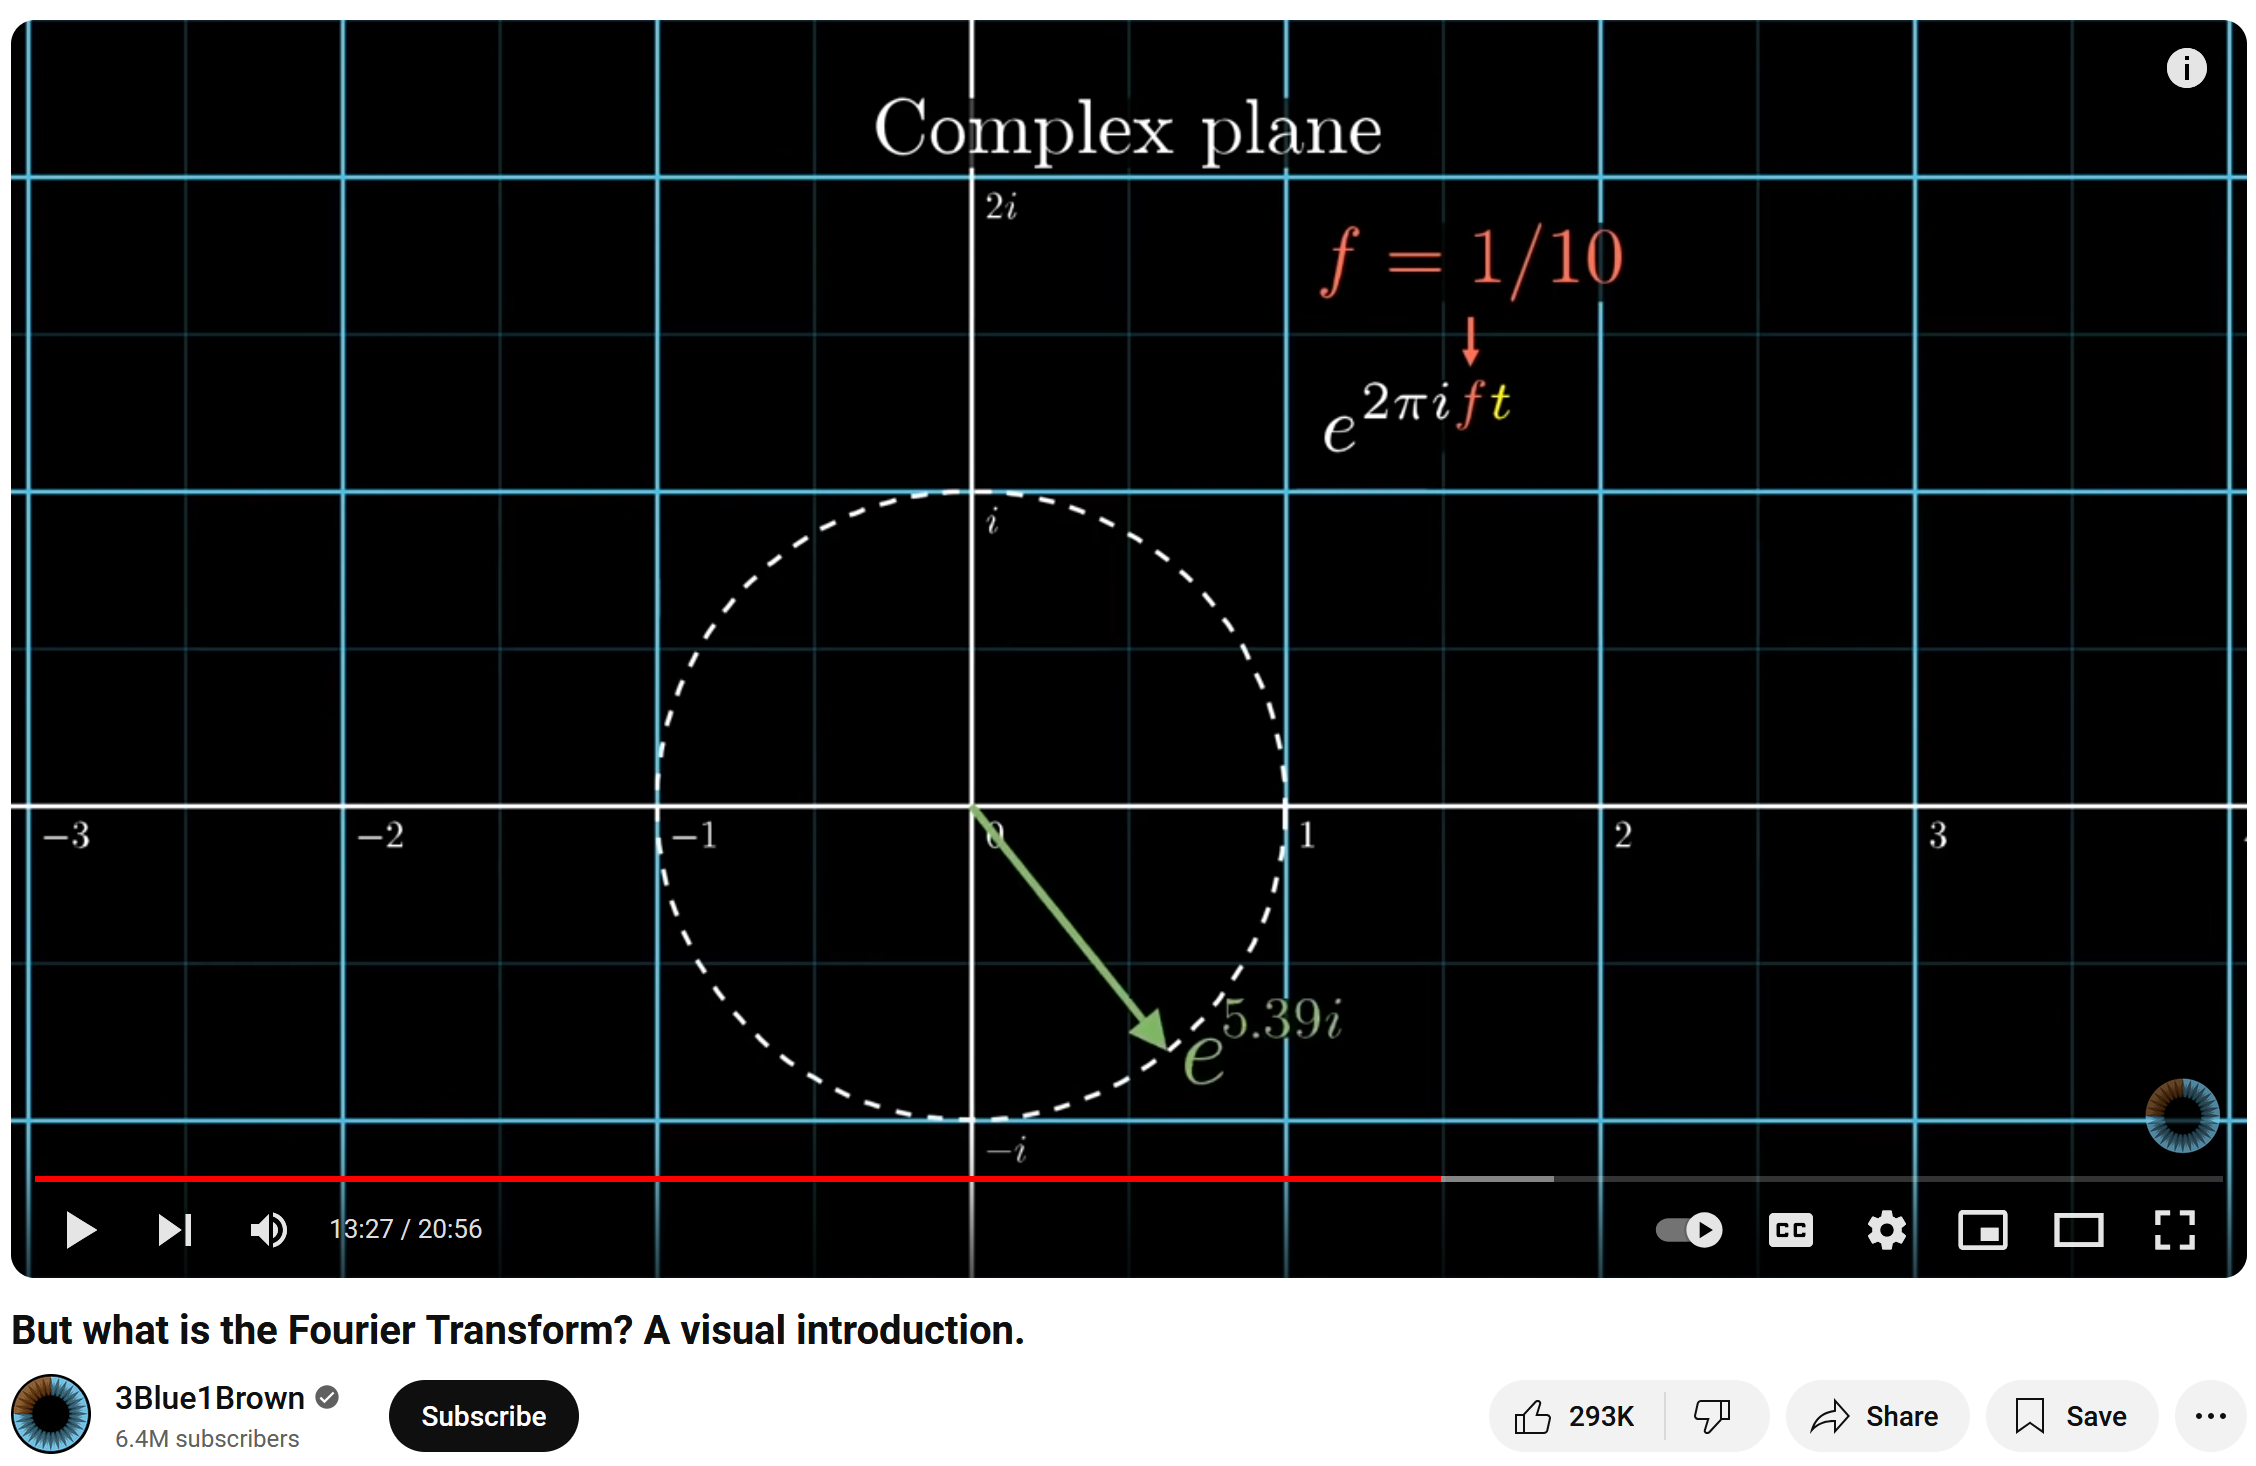 Complex plane
2i
f = 1/10
e^{2πift}
i
−3 −2 −1 0 1 2 3
e^{5.39i}
−i
13:27 / 20:56
CC
But what is the Fourier Transform? A visual introduction.
3Blue1Brown
6.4M subscribers
Subscribe
293K
Share
Save